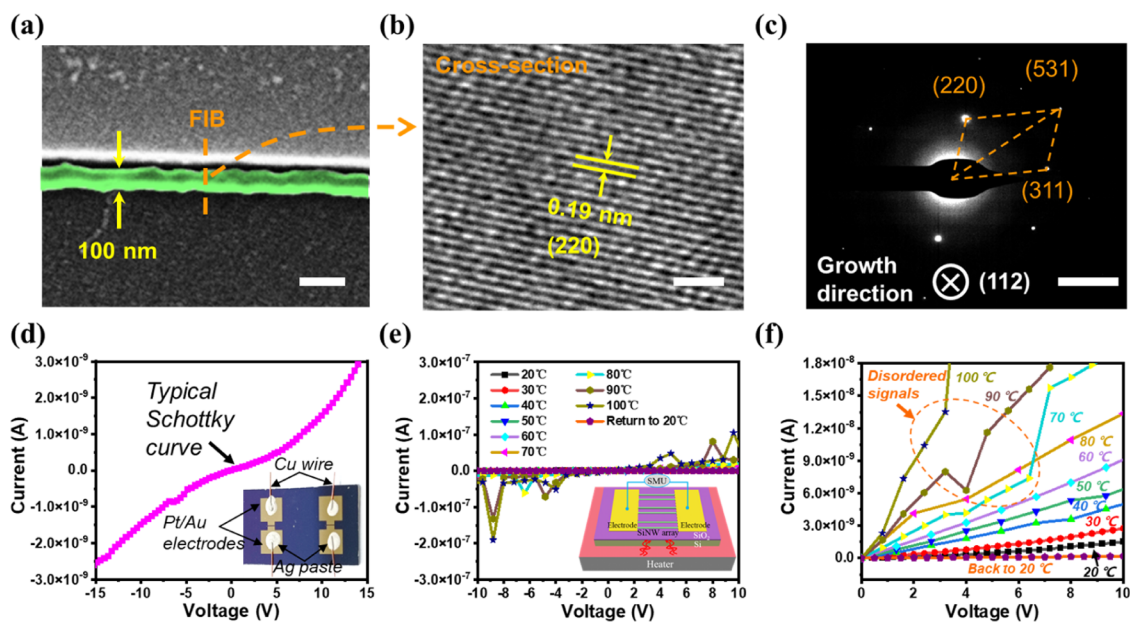 (a)
FIB
100 nm
(b)
Cross-section
0.19 nm
(220)
(c)
(531)
(220)
(311)
Growth
direction
(112)
(d)
3.0×10⁻⁹
2.0×10⁻⁹
1.0×10⁻⁹
0.0
-1.0×10⁻⁹
-2.0×10⁻⁹
-3.0×10⁻⁹
Current (A)
Typical
Schottky
curve
Cu wire
Pt/Au
electrodes
Ag paste
-15 -10 -5 0 5 10 15
Voltage (V)
(e)
3.0×10⁻⁷
2.0×10⁻⁷
1.0×10⁻⁷
0.0
-1.0×10⁻⁷
-2.0×10⁻⁷
-3.0×10⁻⁷
Current (A)
20℃
30℃
40℃
50℃
60℃
70℃
80℃
90℃
100℃
Return to 20℃
SMU
Electrode
Electrode
SiNW array
SiO₂
Si
Heater
-10 -8 -6 -4 -2 0 2 4 6 8 10
Voltage (V)
(f)
1.8×10⁻⁸
1.5×10⁻⁸
1.2×10⁻⁸
9.0×10⁻⁹
6.0×10⁻⁹
3.0×10⁻⁹
0.0
Current (A)
Disordered
signals
100 ℃
90 ℃
70 ℃
80 ℃
60 ℃
50 ℃
40 ℃
30 ℃
20 ℃
Back to 20 ℃
0 2 4 6 8 10
Voltage (V)